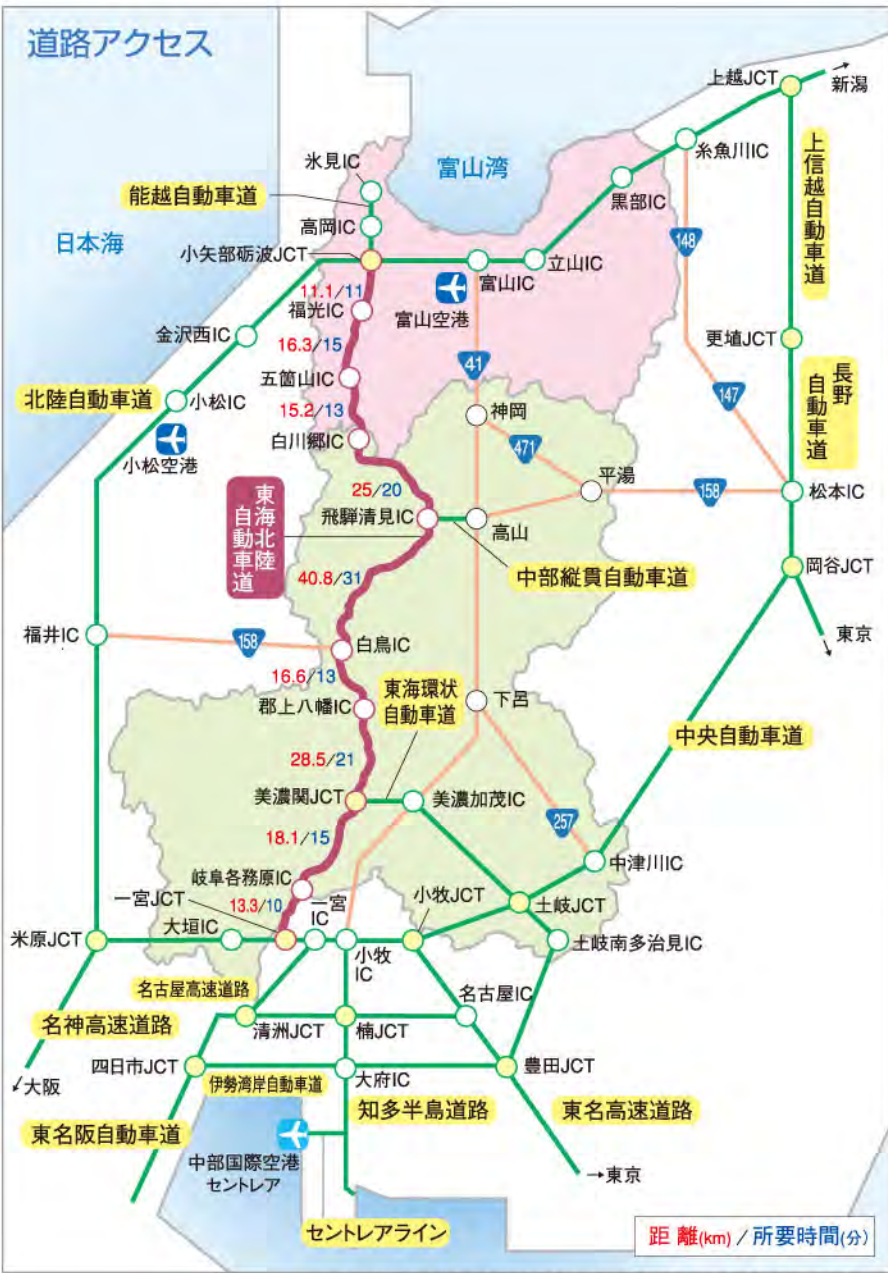 道路アクセス
上越JCT
新潟
氷見IC
富山湾
糸魚川IC
上信越自動車道
能越自動車道
黒部IC
高岡IC
日本海
148
小矢部砺波JCT
立山IC
富山IC
11.1/11
福光IC
富山空港
金沢西IC
更埴JCT
16.3/15
41
五箇山IC
長野
自動車道
147
北陸自動車道
小松IC
15.2/13
神岡
白川郷IC
471
小松空港
平湯
25/20
158
松本IC
東海北陸
自動車道
飛騨清見IC
高山
岡谷JCT
中部縦貫自動車道
40.8/31
福井IC
158
白鳥IC
東京
16.6/13
東海環状
自動車道
郡上八幡IC
下呂
中央自動車道
28.5/21
美濃関JCT
美濃加茂IC
257
18.1/15
中津川IC
岐阜各務原IC
一宮JCT
13.3/10
一宮
IC
小牧JCT
土岐JCT
大垣IC
米原JCT
小牧
IC
土岐南多治見IC
名古屋高速道路
名古屋IC
名神高速道路
清洲JCT
楠JCT
四日市JCT
大府IC
豊田JCT
大阪
伊勢湾岸自動車道
知多半島道路
東名高速道路
東名阪自動車道
中部国際空港
セントレア
→東京
セントレアライン
距離(km)/所要時間(分)